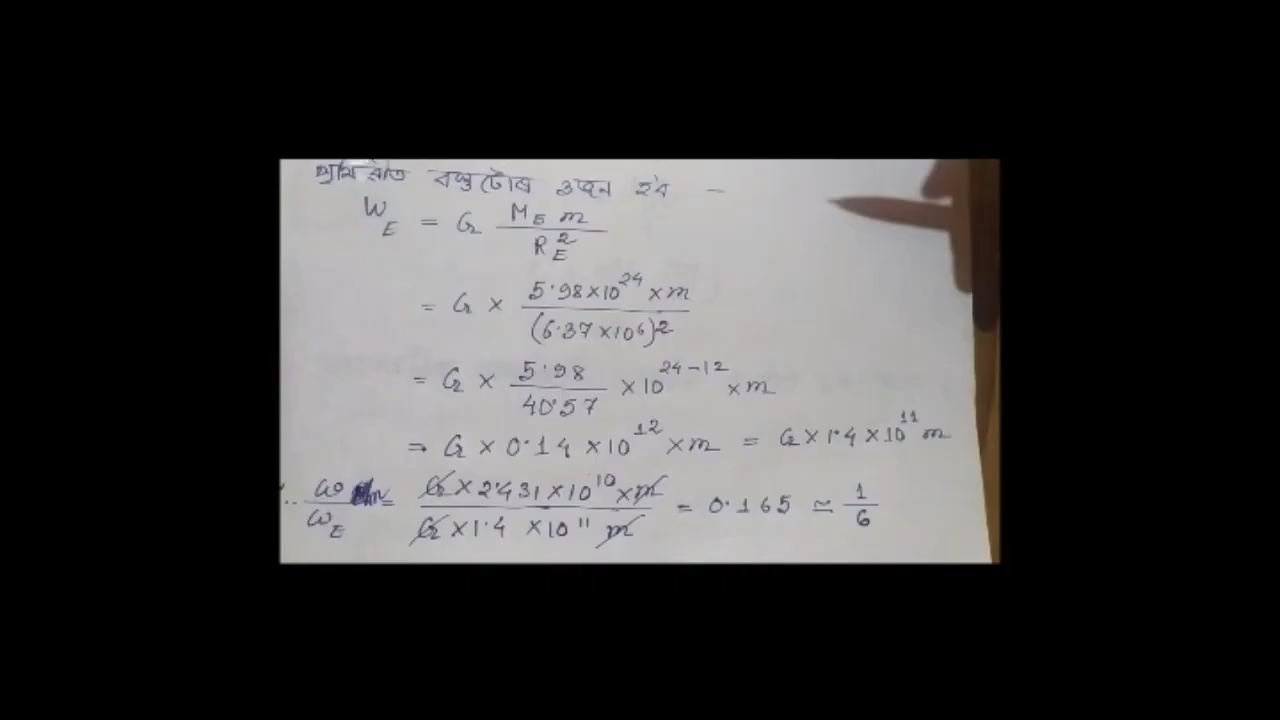 পৃথিৱীত বস্তুটোৰ ওজন হ'ব —
W_E = G M_E m / R_E^2
= G × 5.98×10^24 × m / (6.37×10^6)^2
= G × 5.98 / 40.57 × 10^24-12 × m
= G × 0.14 × 10^12 × m = G × 1.4 × 10^11 m
∴ ω m / ω_E = G × 2.431 × 10^10 × m / G × 1.4 × 10^11 m = 0.165 ≃ 1/6